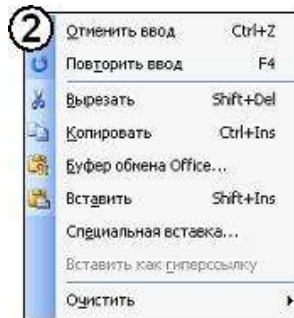 2
Отменить ввод Ctrl+Z
Повторить ввод F4
Вырезать Shift+Del
Копировать Ctrl+Ins
Буфер обмена Office...
Вставить Shift+Ins
Специальная вставка...
Вставить как гиперссылку
Очистить